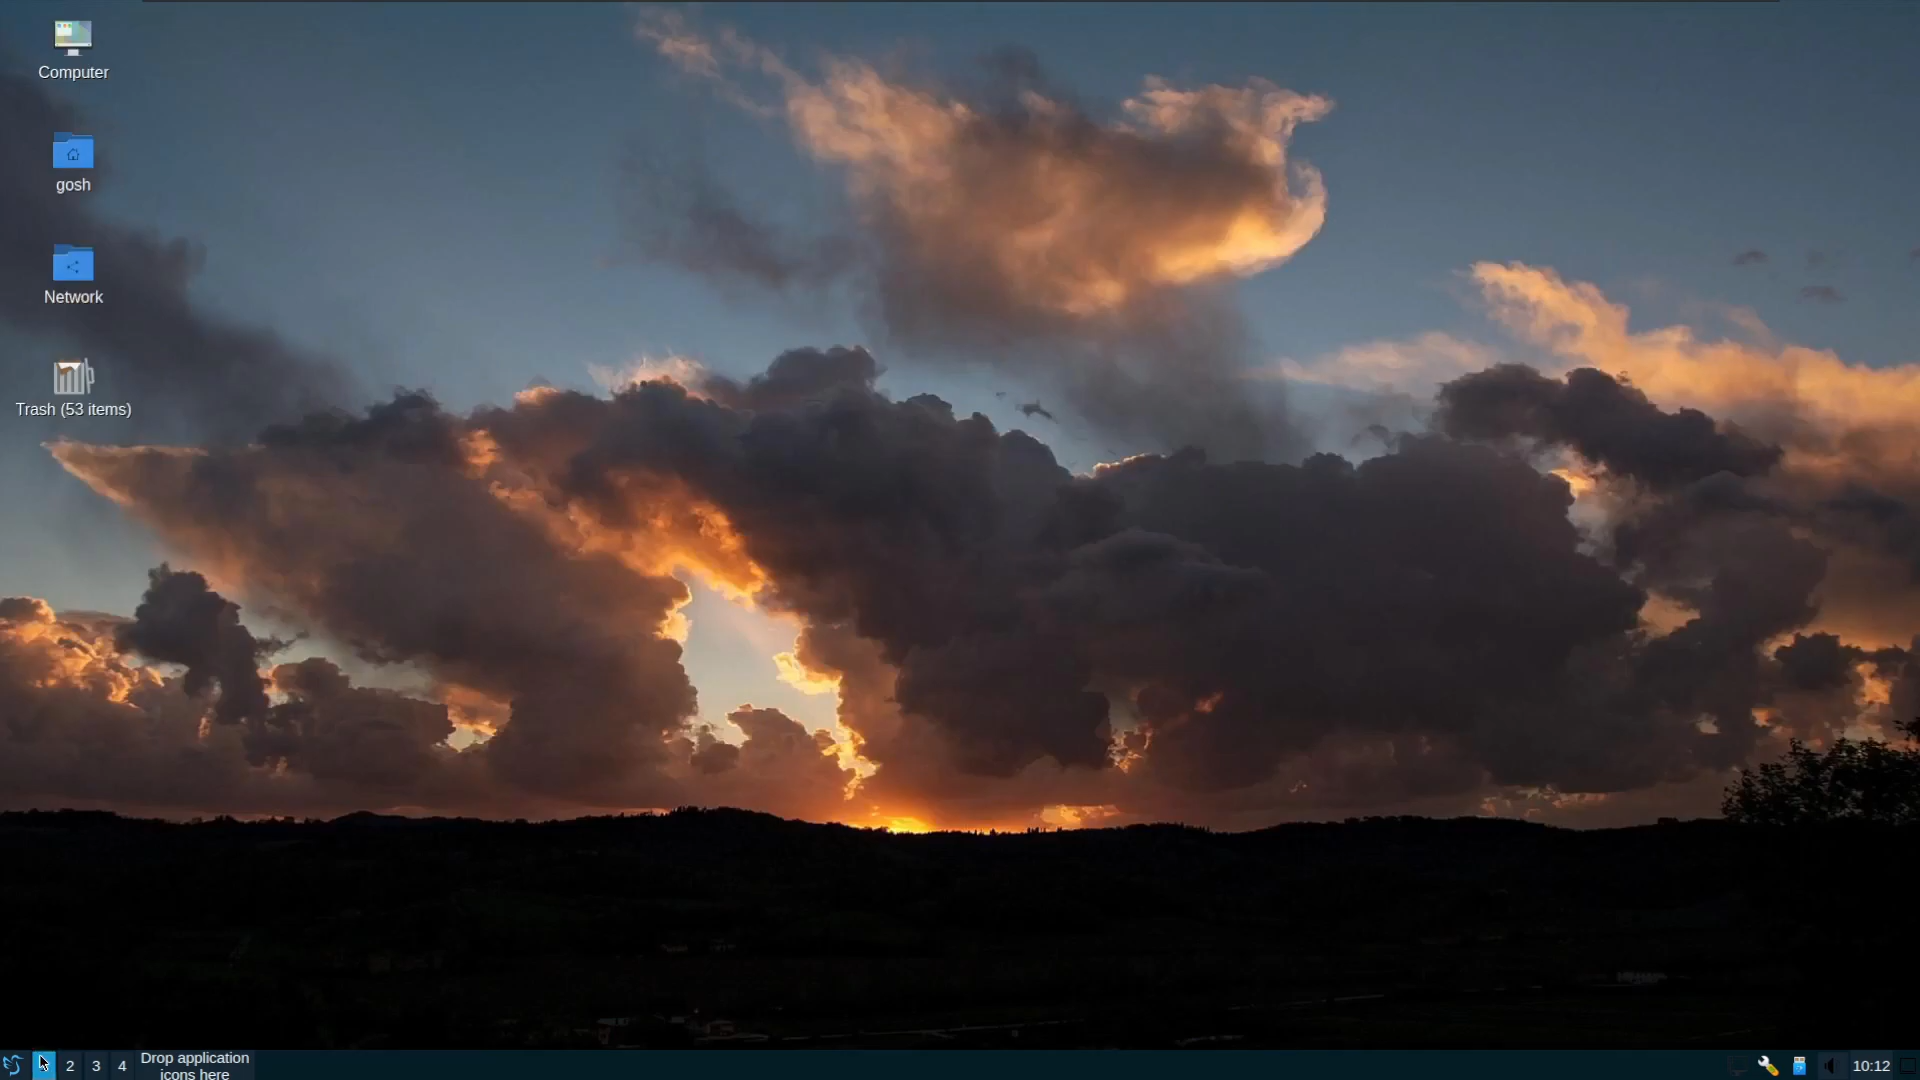 Computer
gosh
Network
Trash (53 items)
2
3
4
Drop application
icons here
10:12